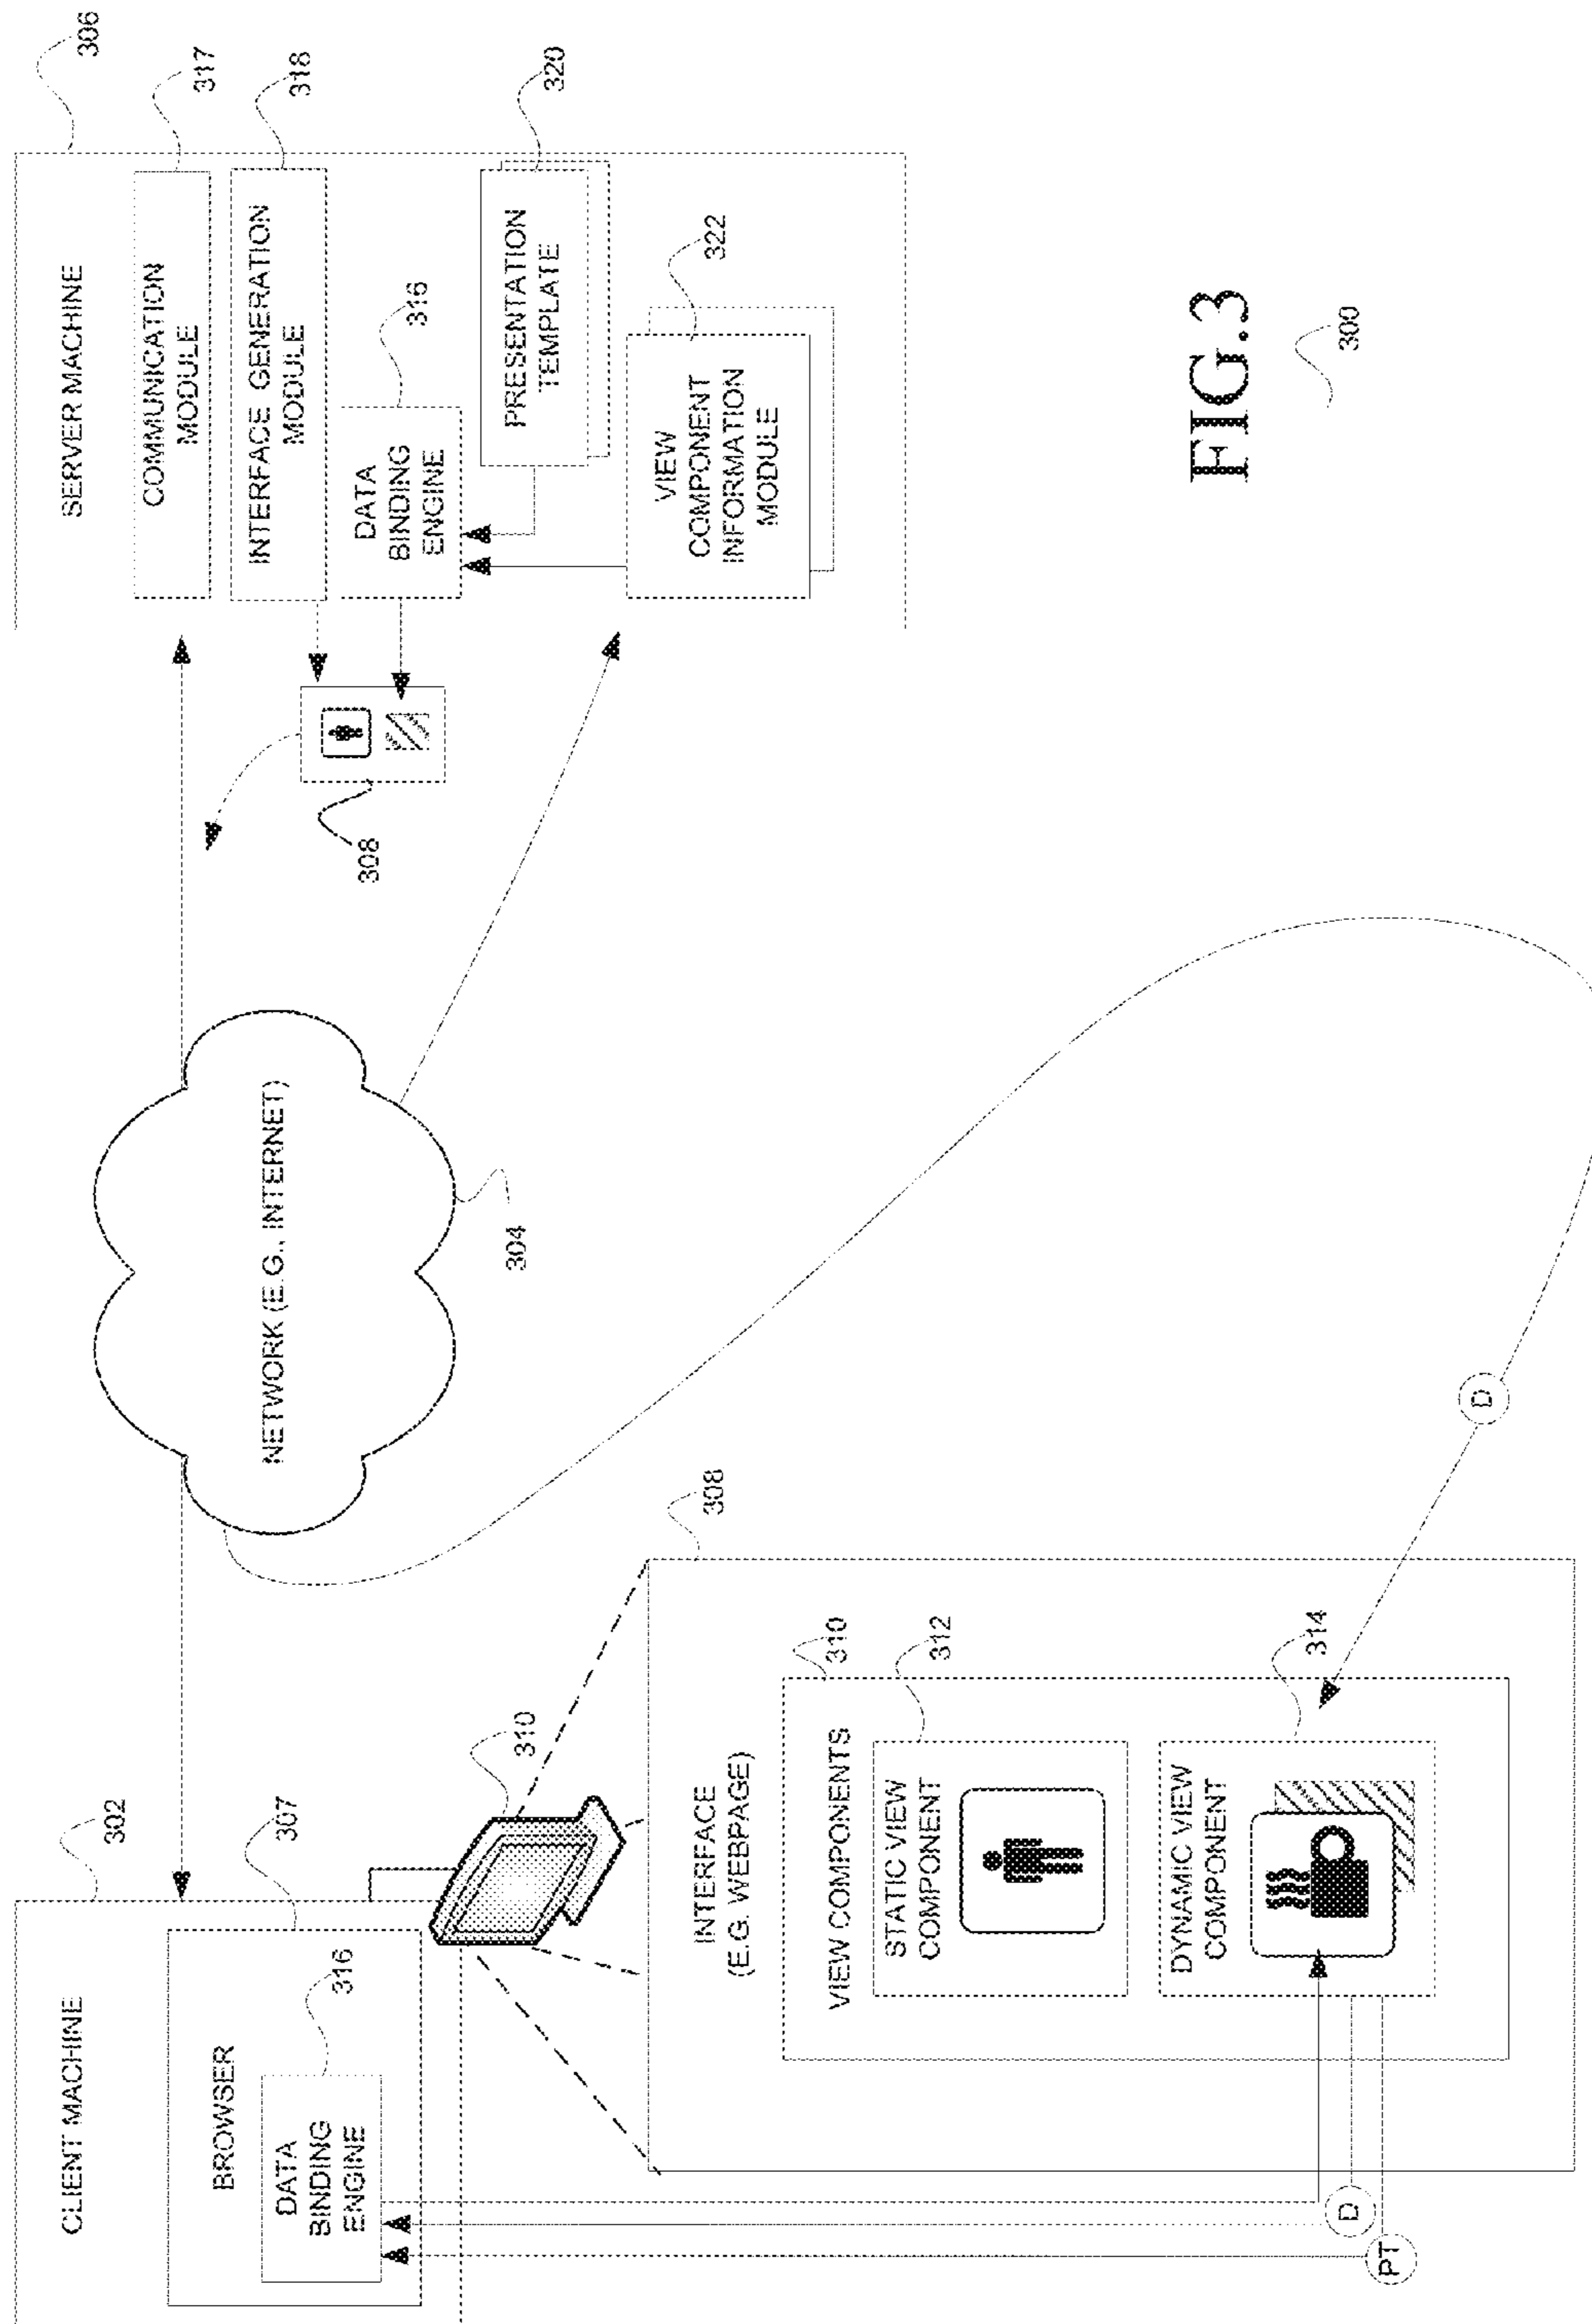 CLIENT MACHINE
302
BROWSER
307
DATA
BINDING
ENGINE
316
310
NETWORK (E.G., INTERNET)
304
SERVER MACHINE
306
COMMUNICATION
MODULE
317
INTERFACE GENERATION
MODULE
318
DATA
BINDING
ENGINE
316
PRESENTATION
TEMPLATE
320
VIEW
COMPONENT
INFORMATION
MODULE
322
308
INTERFACE
(E.G. WEBPAGE)
308
VIEW COMPONENTS
310
STATIC VIEW
COMPONENT
312
DYNAMIC VIEW
COMPONENT
314
D
D
PT
FIG.3
300